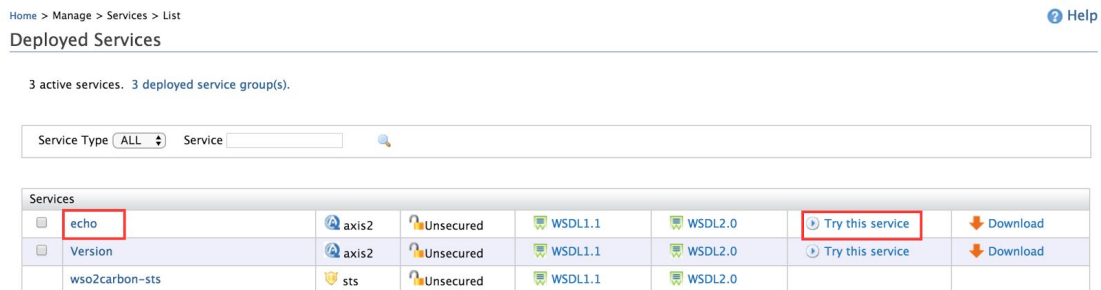 Home > Manage > Services > List
Help
Deployed Services
3 active services. 3 deployed service group(s).
Service Type ALL Service
Services
echo axis2 Unsecured WSDL1.1 WSDL2.0 Try this service Download
Version axis2 Unsecured WSDL1.1 WSDL2.0 Try this service Download
wso2carbon-sts sts Unsecured WSDL1.1 WSDL2.0